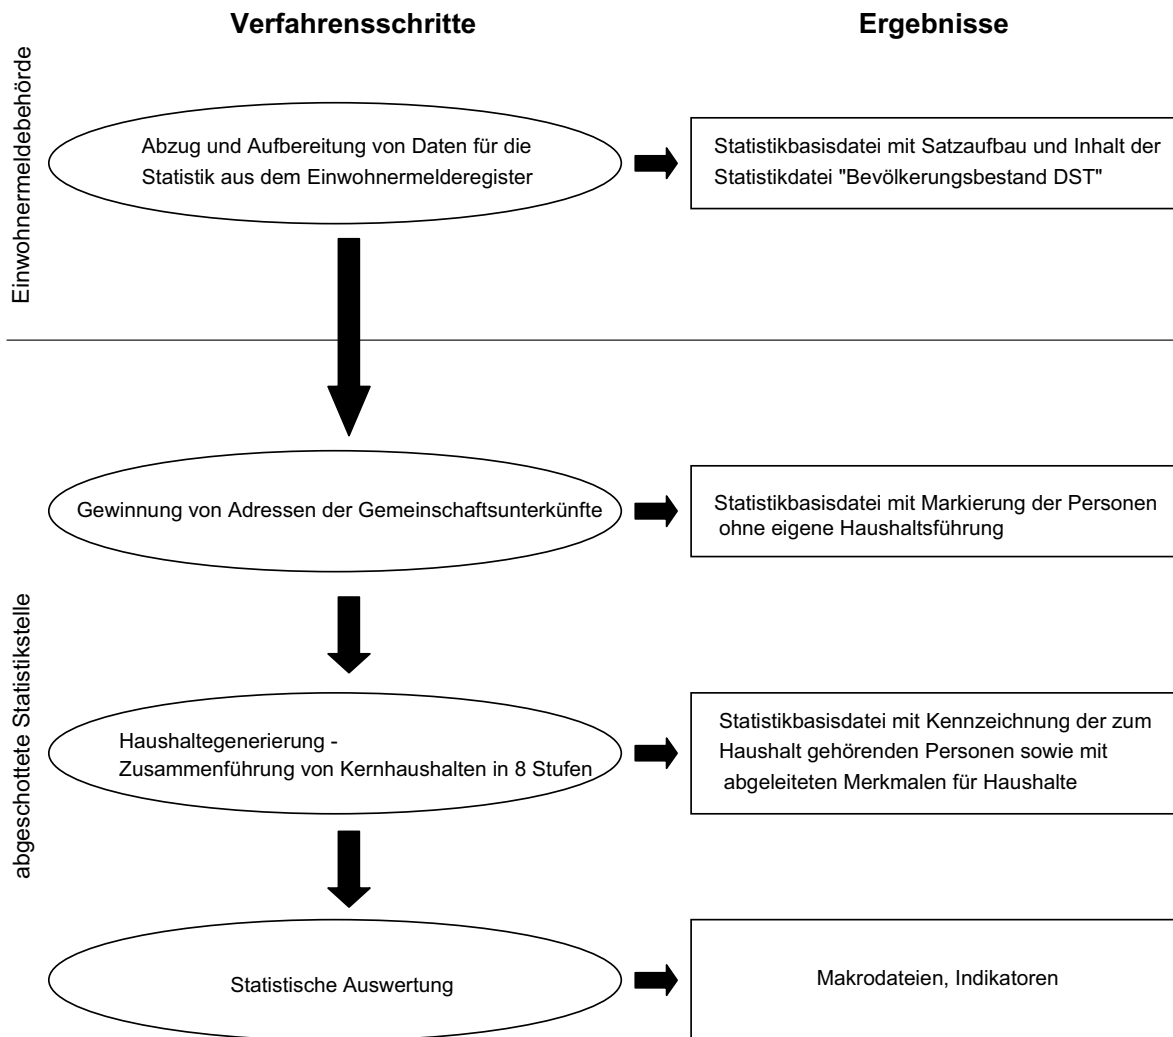 Verfahrensschritte
Ergebnisse
Einwohnermeldebehörde
Abzug und Aufbereitung von Daten für die
Statistik aus dem Einwohnermelderegister
Statistikbasisdatei mit Satzaufbau und Inhalt der
Statistikdatei "Bevölkerungsbestand DST"
abgeschottete Statistikstelle
Gewinnung von Adressen der Gemeinschaftsunterkünfte
Statistikbasisdatei mit Markierung der Personen
ohne eigene Haushaltsführung
Haushaltegenerierung -
Zusammenführung von Kernhaushalten in 8 Stufen
Statistikbasisdatei mit Kennzeichnung der zum
Haushalt gehörenden Personen sowie mit
abgeleiteten Merkmalen für Haushalte
Statistische Auswertung
Makrodateien, Indikatoren